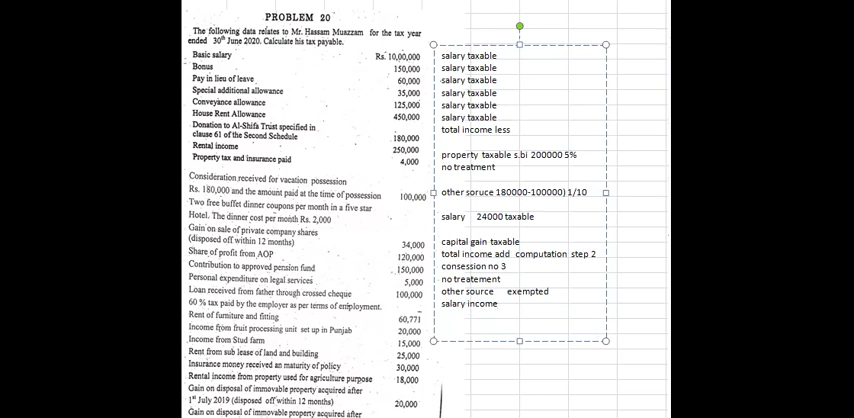 PROBLEM 20
The following data relates to Mr. Hassam Muazzam for the tax year
ended 30th June 2020. Calculate his tax payable.
Basic salary Rs. 10,00,000 salary taxable
Bonus 150,000 salary taxable
Pay in lieu of leave 60,000 salary taxable
Special additional allowance 35,000 salary taxable
Conveyance allowance 125,000 salary taxable
House Rent Allowance 450,000 salary taxable
Donation to Al-Shifa Trust specified in total income less
clause 61 of the Second Schedule 180,000
Rental income 250,000 property taxable s.bi 200000 5%
Property tax and insurance paid 4,000 no treatment
Consideration received for vacation possession
Rs. 180,000 and the amount paid at the time of possession 100,000 other soruce 180000-100000) 1/10
Two free buffet dinner coupons per month in a five star
Hotel. The dinner cost per month Rs. 2,000 salary 24000 taxable
Gain on sale of private company shares
(disposed off within 12 months) 34,000 capital gain taxable
Share of profit from AOP 120,000 total income add computation step 2
Contribution to approved pension fund 150,000 consession no 3
Personal expenditure on legal services 5,000 no treatement
Loan received from father through crossed cheque 100,000 other source exempted
60 % tax paid by the employer as per terms of employment. salary income
Rent of furniture and fitting 60,771
Income from fruit processing unit set up in Punjab 20,000
Income from Stud farm 15,000
Rent from sub lease of land and building 25,000
Insurance money received an maturity of policy 30,000
Rental income from property used for agriculture purpose 18,000
Gain on disposal of immovable property acquired after
1st July 2019 (disposed off within 12 months) 20,000
Gain on disposal of immovable property acquired after